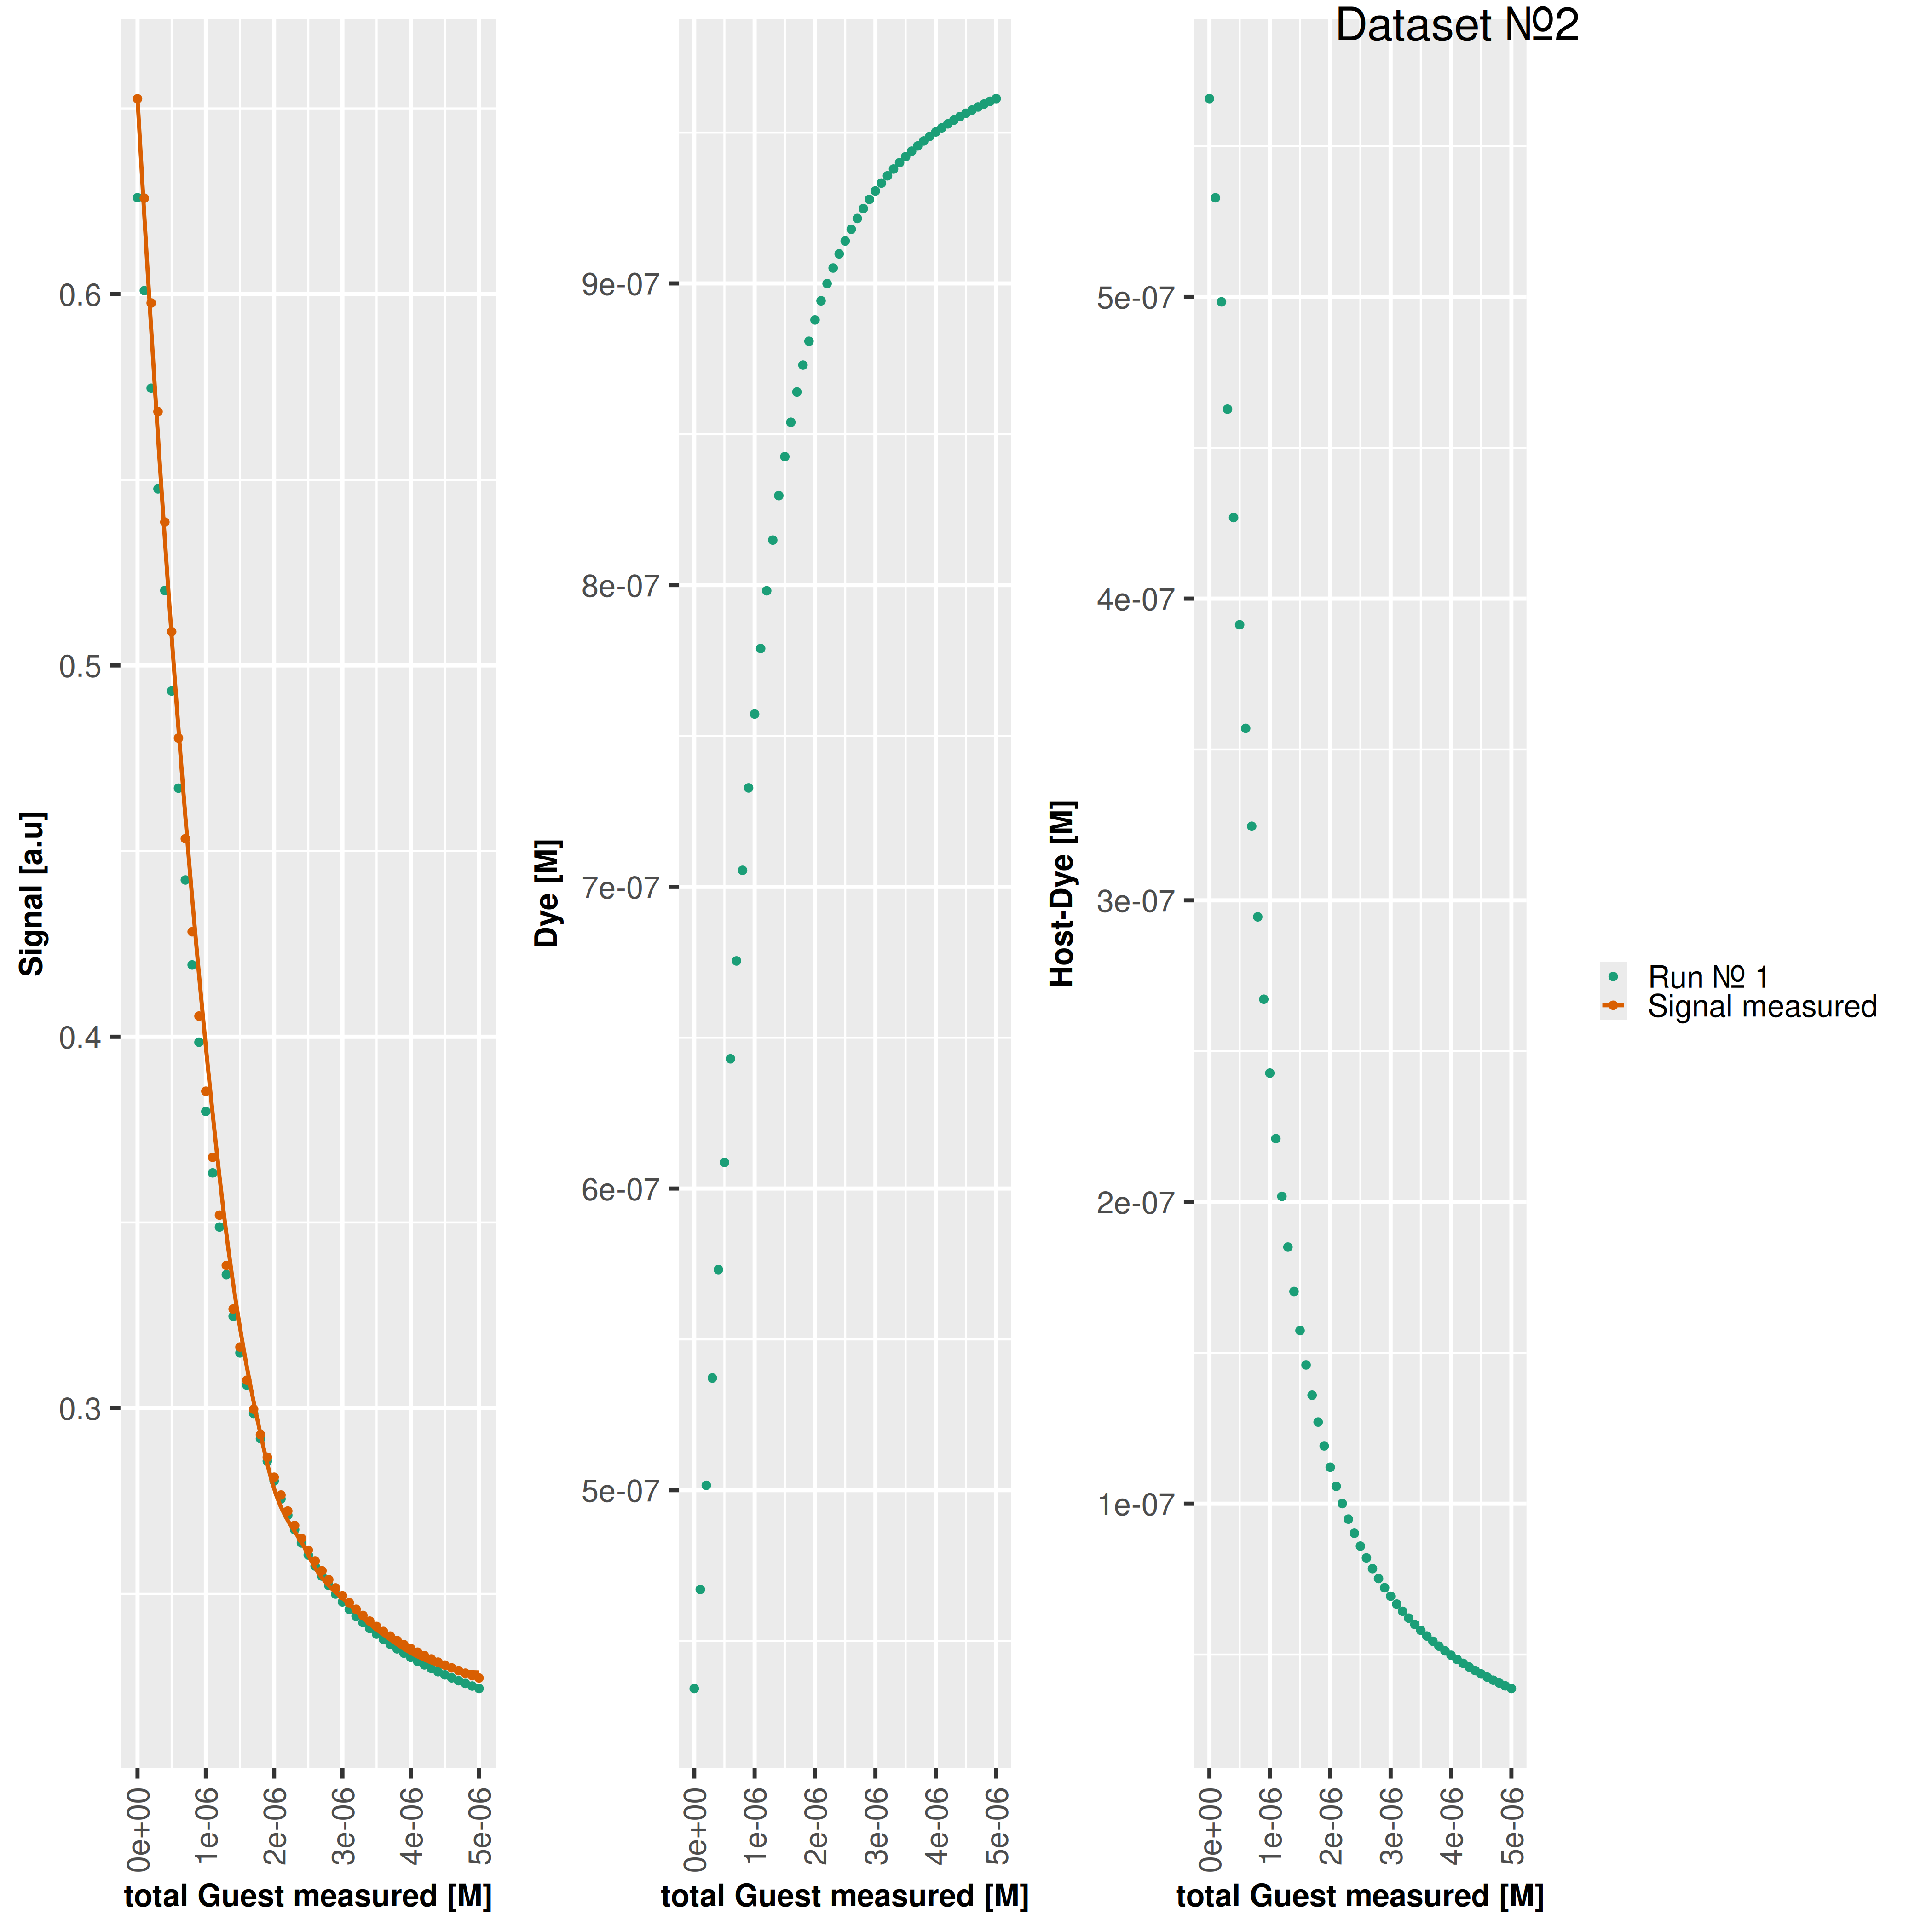 Dataset №2
Signal [a.u]
0.6
0.5
0.4
0.3
0e+00
1e-06
2e-06
3e-06
4e-06
5e-06
total Guest measured [M]
Dye [M]
9e-07
8e-07
7e-07
6e-07
5e-07
0e+00
1e-06
2e-06
3e-06
4e-06
5e-06
total Guest measured [M]
Host-Dye [M]
5e-07
4e-07
3e-07
2e-07
1e-07
0e+00
1e-06
2e-06
3e-06
4e-06
5e-06
total Guest measured [M]
Run № 1
Signal measured